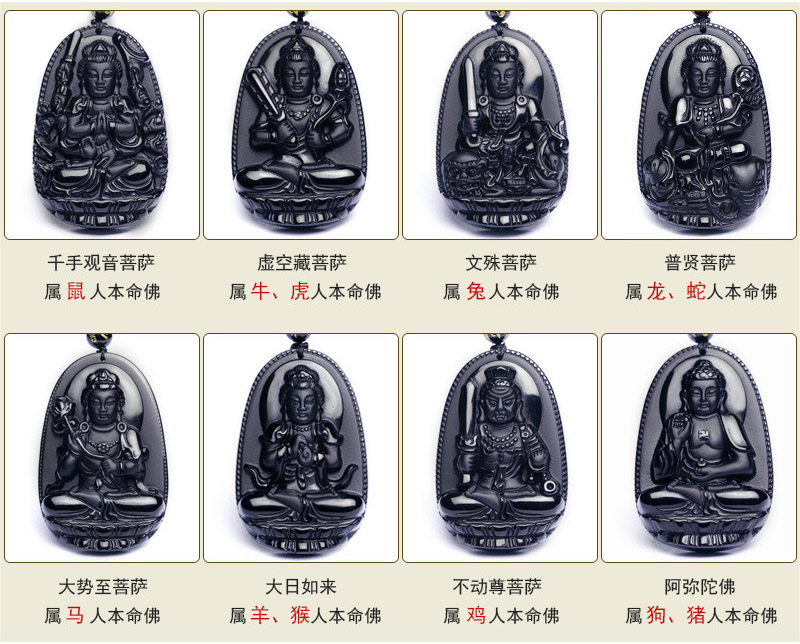 千手观音菩萨
属 鼠 人本命佛
虚空藏菩萨
属 牛、虎人本命佛
文殊菩萨
属 兔 人本命佛
普贤菩萨
属 龙、蛇人本命佛
大势至菩萨
属 马 人本命佛
大日如来
属 羊、猴人本命佛
不动尊菩萨
属 鸡 人本命佛
阿弥陀佛
属 狗、猪人本命佛